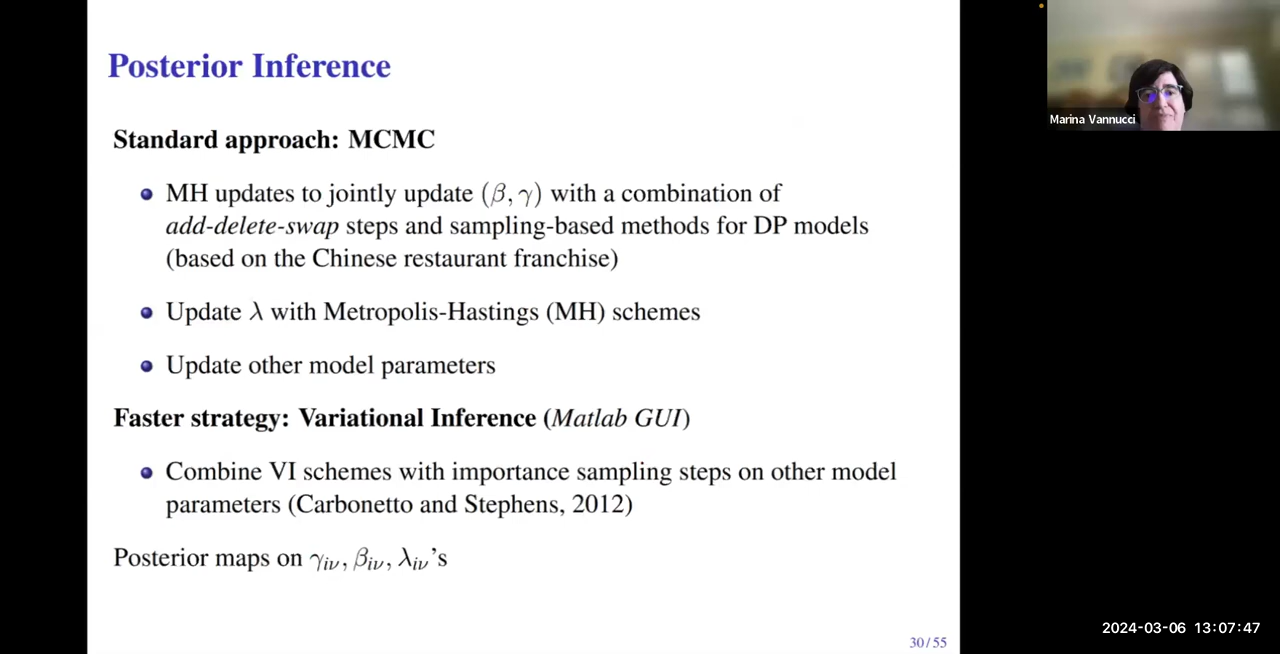 Posterior Inference
Standard approach: MCMC
MH updates to jointly update (β, γ) with a combination of
add-delete-swap steps and sampling-based methods for DP models
(based on the Chinese restaurant franchise)
Update λ with Metropolis-Hastings (MH) schemes
Update other model parameters
Faster strategy: Variational Inference (Matlab GUI)
Combine VI schemes with importance sampling steps on other model
parameters (Carbonetto and Stephens, 2012)
Posterior maps on γiν, βiν, λiν's
30/55
Marina Vannucci
2024-03-06 13:07:47